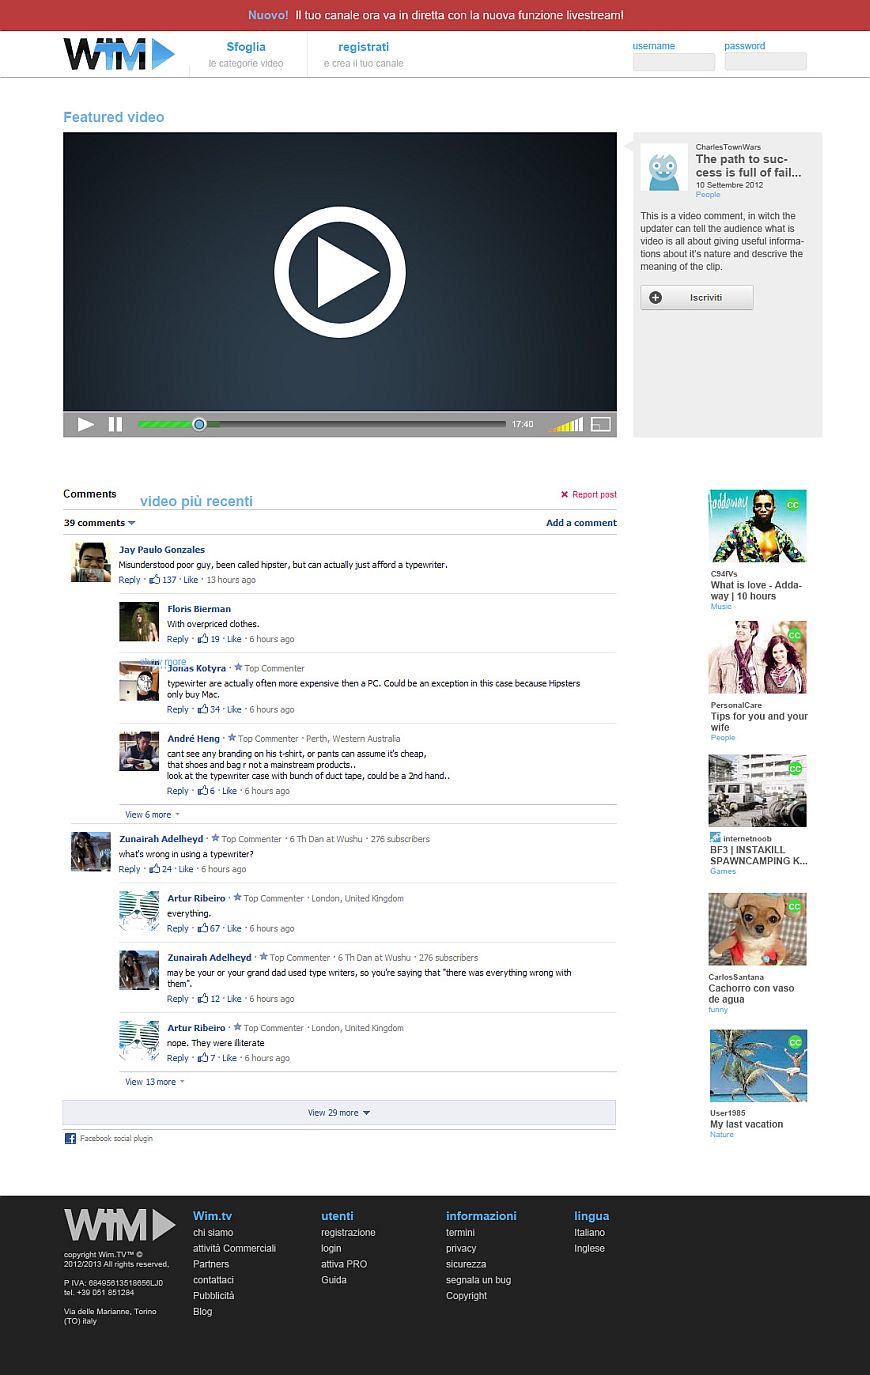 Nuovo! Il tuo canale ora va in diretta con la nuova funzione livestream!
WiM
Sfoglia
le categorie video
registrati
e crea il tuo canale
username
password
Featured video
CharlesTownWars
The path to suc-
cess is full of fail...
10 Settembre 2012
People
This is a video comment, in witch the
updater can tell the audience what is
video is all about giving useful informa-
tions about it's nature and descrive the
meaning of the clip.
Iscriviti
17:40
Comments
video più recenti
Report post
39 comments
Add a comment
Jay Paulo Gonzales
Misunderstood poor guy, been called hipster, but can actually just afford a typewriter.
Reply · 137 · Like · 13 hours ago
Floris Bierman
With overpriced clothes.
Reply · 19 · Like · 6 hours ago
show more
Jonas Kotyra · Top Commenter
typewirter are actually often more expensive then a PC. Could be an exception in this case because Hipsters
only buy Mac.
Reply · 34 · Like · 6 hours ago
André Heng · Top Commenter · Perth, Western Australia
cant see any branding on his t-shirt, or pants can assume it's cheap,
that shoes and bag r not a mainstream products..
look at the typewriter case with bunch of duct tape, could be a 2nd hand..
Reply · 6 · Like · 6 hours ago
View 6 more
Zunairah Adelheyd · Top Commenter · 6 Th Dan at Wushu · 276 subscribers
what's wrong in using a typewriter?
Reply · 24 · Like · 6 hours ago
Artur Ribeiro · Top Commenter · London, United Kingdom
everything.
Reply · 67 · Like · 6 hours ago
Zunairah Adelheyd · Top Commenter · 6 Th Dan at Wushu · 276 subscribers
may be your or your grand dad used type writers, so you're saying that "there was everything wrong with
them".
Reply · 12 · Like · 6 hours ago
Artur Ribeiro · Top Commenter · London, United Kingdom
nope. They were illiterate
Reply · 7 · Like · 6 hours ago
View 13 more
View 29 more
Facebook social plugin
haddaway
CC
C94fVs
What is love - Adda-
way | 10 hours
Music
CC
PersonalCare
Tips for you and your
wife
People
CC
internetnoob
BF3 | INSTAKILL
SPAWNCAMPING K...
Games
CC
CarlosSantana
Cachorro con vaso
de agua
funny
CC
User1985
My last vacation
Nature
WiM
copyright Wim.TV™ ©
2012/2013 All rights reserved,
P IVA: 68495613518656LJ0
tel. +39 051 851284
Via delle Marianne, Torino
(TO) italy
Wim.tv
chi siamo
attività Commerciali
Partners
contattaci
Pubblicità
Blog
utenti
registrazione
login
attiva PRO
Guida
informazioni
termini
privacy
sicurezza
segnala un bug
Copyright
lingua
Italiano
Inglese